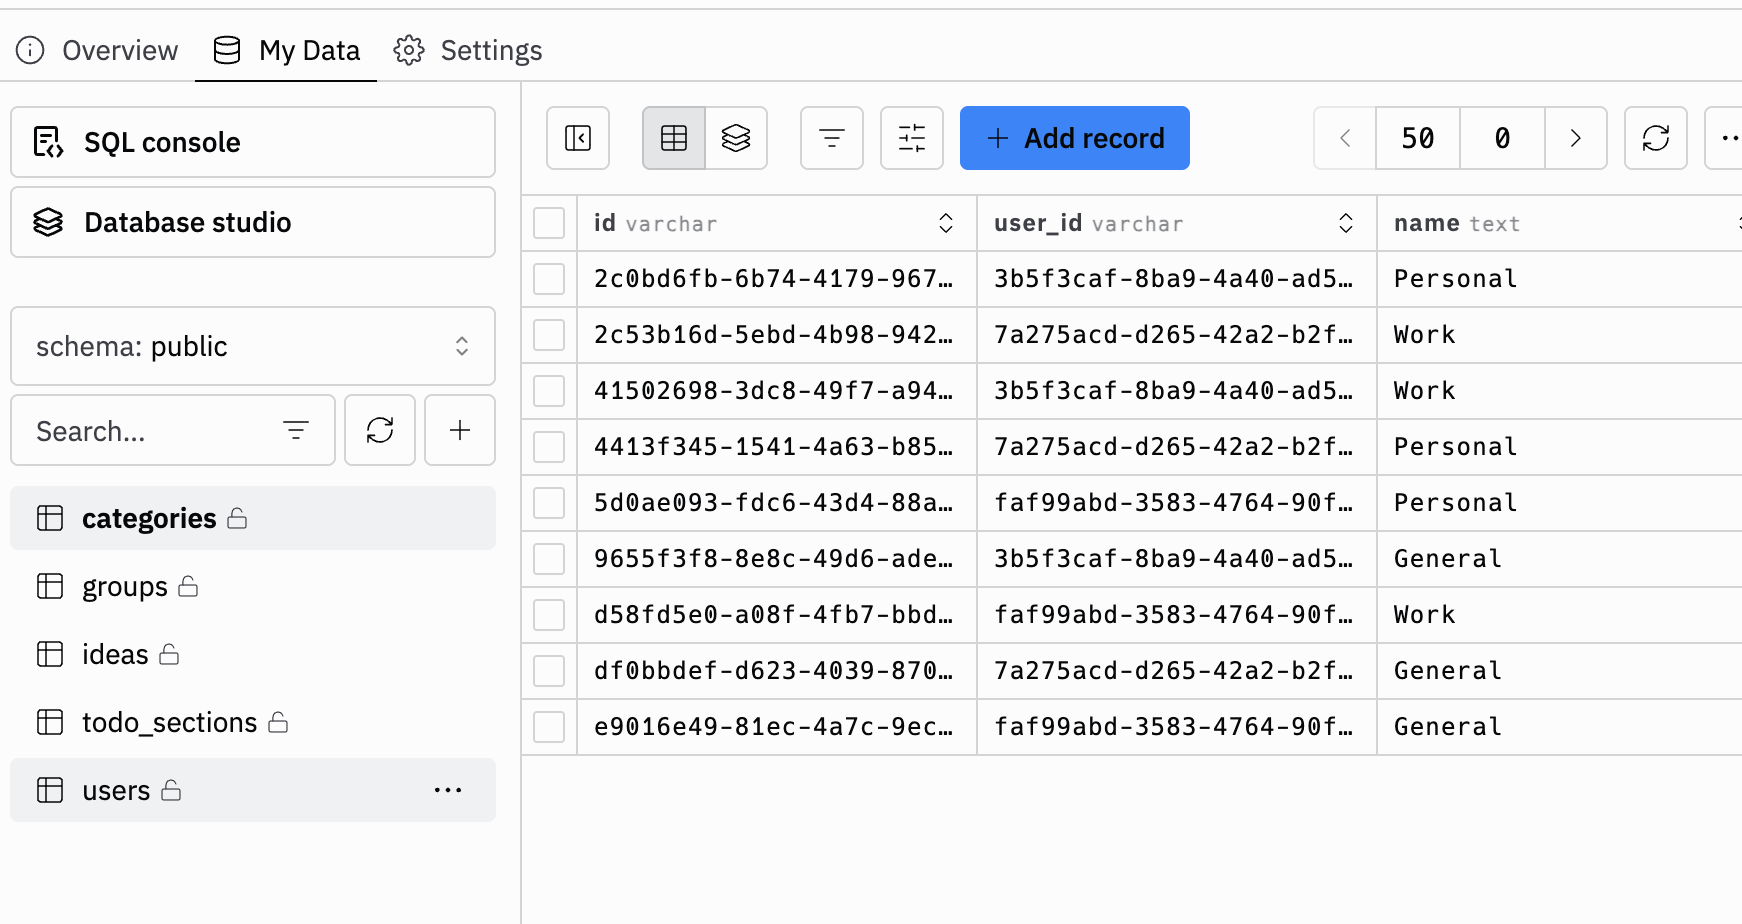 Overview My Data Settings
SQL console
Database studio
schema: public
Search...
categories
groups
ideas
todo_sections
users
Add record
50 0
id varchar user_id varchar name text
2c0bd6fb-6b74-4179-967… 3b5f3caf-8ba9-4a40-ad5… Personal
2c53b16d-5ebd-4b98-942… 7a275acd-d265-42a2-b2f… Work
41502698-3dc8-49f7-a94… 3b5f3caf-8ba9-4a40-ad5… Work
4413f345-1541-4a63-b85… 7a275acd-d265-42a2-b2f… Personal
5d0ae093-fdc6-43d4-88a… faf99abd-3583-4764-90f… Personal
9655f3f8-8e8c-49d6-ade… 3b5f3caf-8ba9-4a40-ad5… General
d58fd5e0-a08f-4fb7-bbd… faf99abd-3583-4764-90f… Work
df0bbdef-d623-4039-870… 7a275acd-d265-42a2-b2f… General
e9016e49-81ec-4a7c-9ec… faf99abd-3583-4764-90f… General